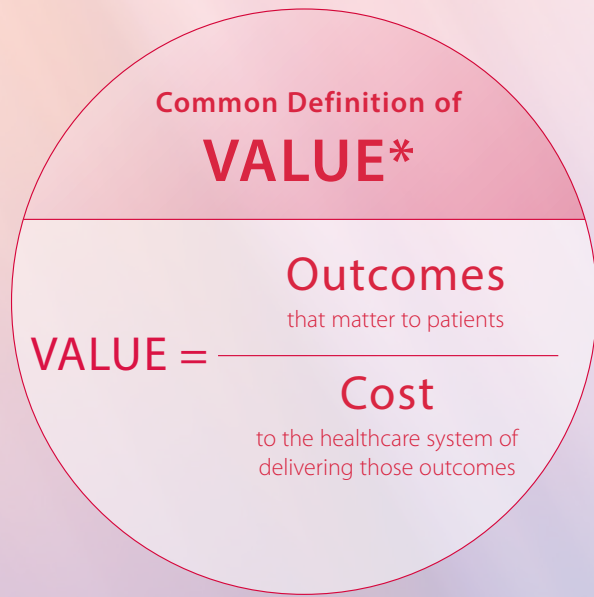 Common Definition of
VALUE*
Outcomes
that matter to patients
VALUE =
Cost
to the healthcare system of
delivering those outcomes